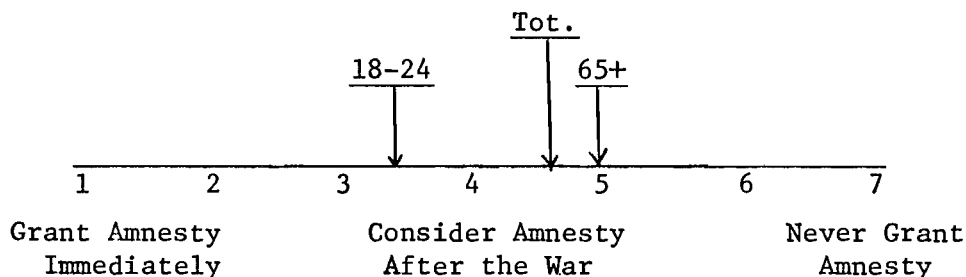 Tot.
18-24 65+
1 2 3 4 5 6 7
Grant Amnesty Consider Amnesty Never Grant
Immediately After the War Amnesty